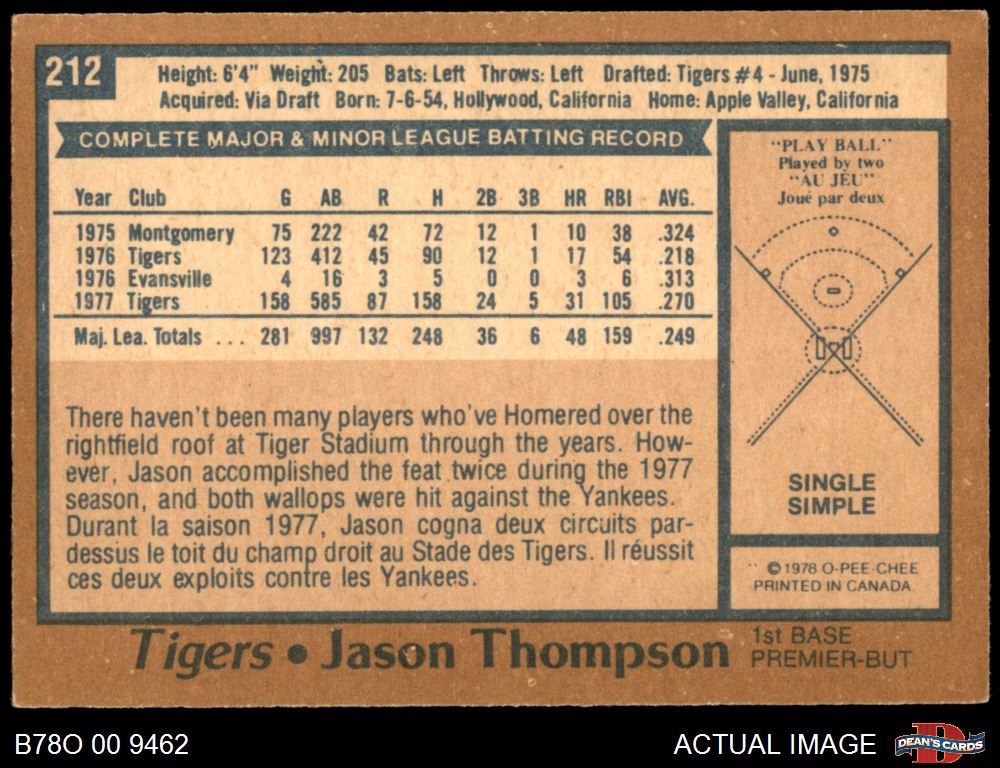 212
Height: 6'4" Weight: 205 Bats: Left Throws: Left Drafted: Tigers #4 - June, 1975
Acquired: Via Draft Born: 7-6-54, Hollywood, California Home: Apple Valley, California
COMPLETE MAJOR & MINOR LEAGUE BATTING RECORD
Year Club G AB R H 2B 3B HR RBI AVG.
1975 Montgomery 75 222 42 72 12 1 10 38 .324
1976 Tigers 123 412 45 90 12 1 17 54 .218
1976 Evansville 4 16 3 5 0 0 3 6 .313
1977 Tigers 158 585 87 158 24 5 31 105 .270
Maj. Lea. Totals ... 281 997 132 248 36 6 48 159 .249
There haven't been many players who've Homered over the
rightfield roof at Tiger Stadium through the years. How-
ever, Jason accomplished the feat twice during the 1977
season, and both wallops were hit against the Yankees.
Durant la saison 1977, Jason cogna deux circuits par-
dessus le toit du champ droit au Stade des Tigers. Il réussit
ces deux exploits contre les Yankees.
"PLAY BALL"
Played by two
"AU JEU"
Joué par deux
SINGLE
SIMPLE
© 1978 O-PEE-CHEE
PRINTED IN CANADA
Tigers • Jason Thompson
1st BASE
PREMIER-BUT
B78O 00 9462
ACTUAL IMAGE
D
DEAN'S CARDS